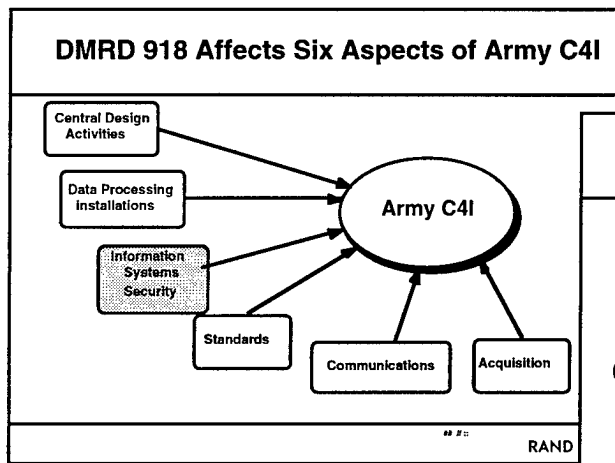 DMRD 918 Affects Six Aspects of Army C4I
Central Design
Activities
Data Processing
installations
Army C4I
Information
Systems
Security
Standards
Communications
Acquisition
RAND